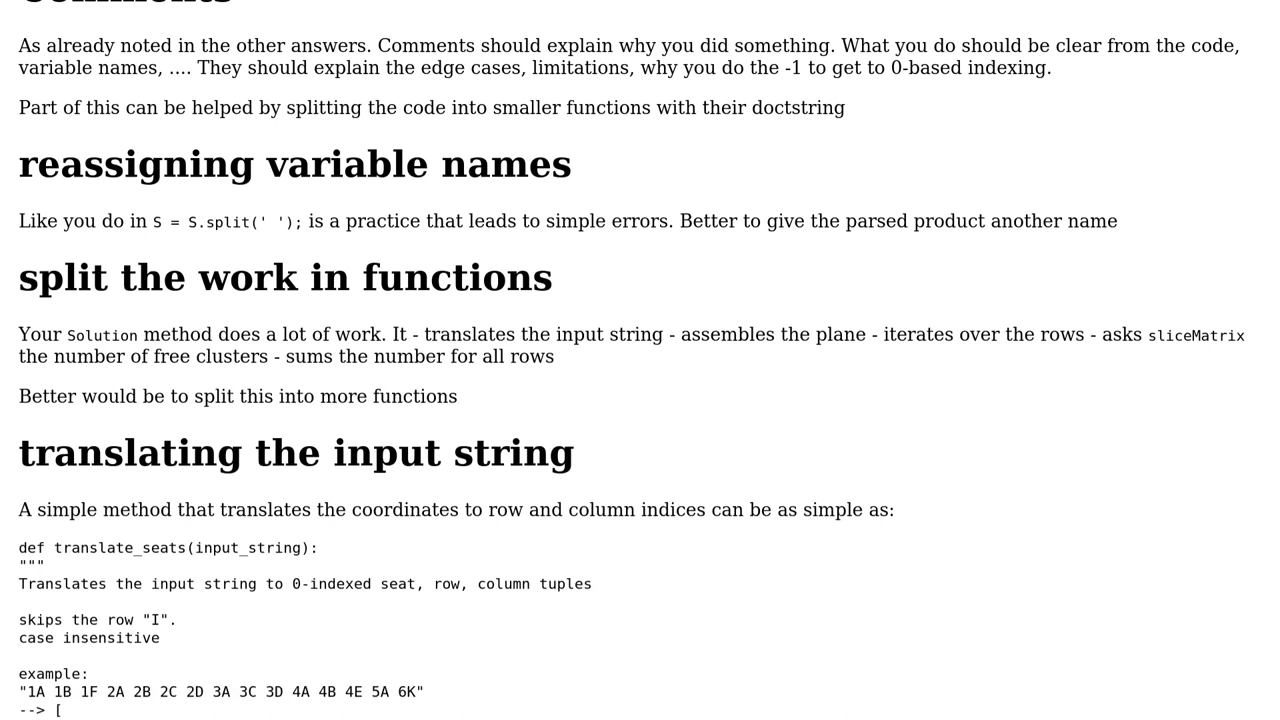 Comments
As already noted in the other answers. Comments should explain why you did something. What you do should be clear from the code,
variable names, .... They should explain the edge cases, limitations, why you do the -1 to get to 0-based indexing.
Part of this can be helped by splitting the code into smaller functions with their doctstring
reassigning variable names
Like you do in S = S.split(' '); is a practice that leads to simple errors. Better to give the parsed product another name
split the work in functions
Your Solution method does a lot of work. It - translates the input string - assembles the plane - iterates over the rows - asks sliceMatrix
the number of free clusters - sums the number for all rows
Better would be to split this into more functions
translating the input string
A simple method that translates the coordinates to row and column indices can be as simple as:
def translate_seats(input_string):
"""
Translates the input string to 0-indexed seat, row, column tuples
skips the row "I".
case insensitive
example:
"1A 1B 1F 2A 2B 2C 2D 3A 3C 3D 4A 4B 4E 5A 6K"
--> [